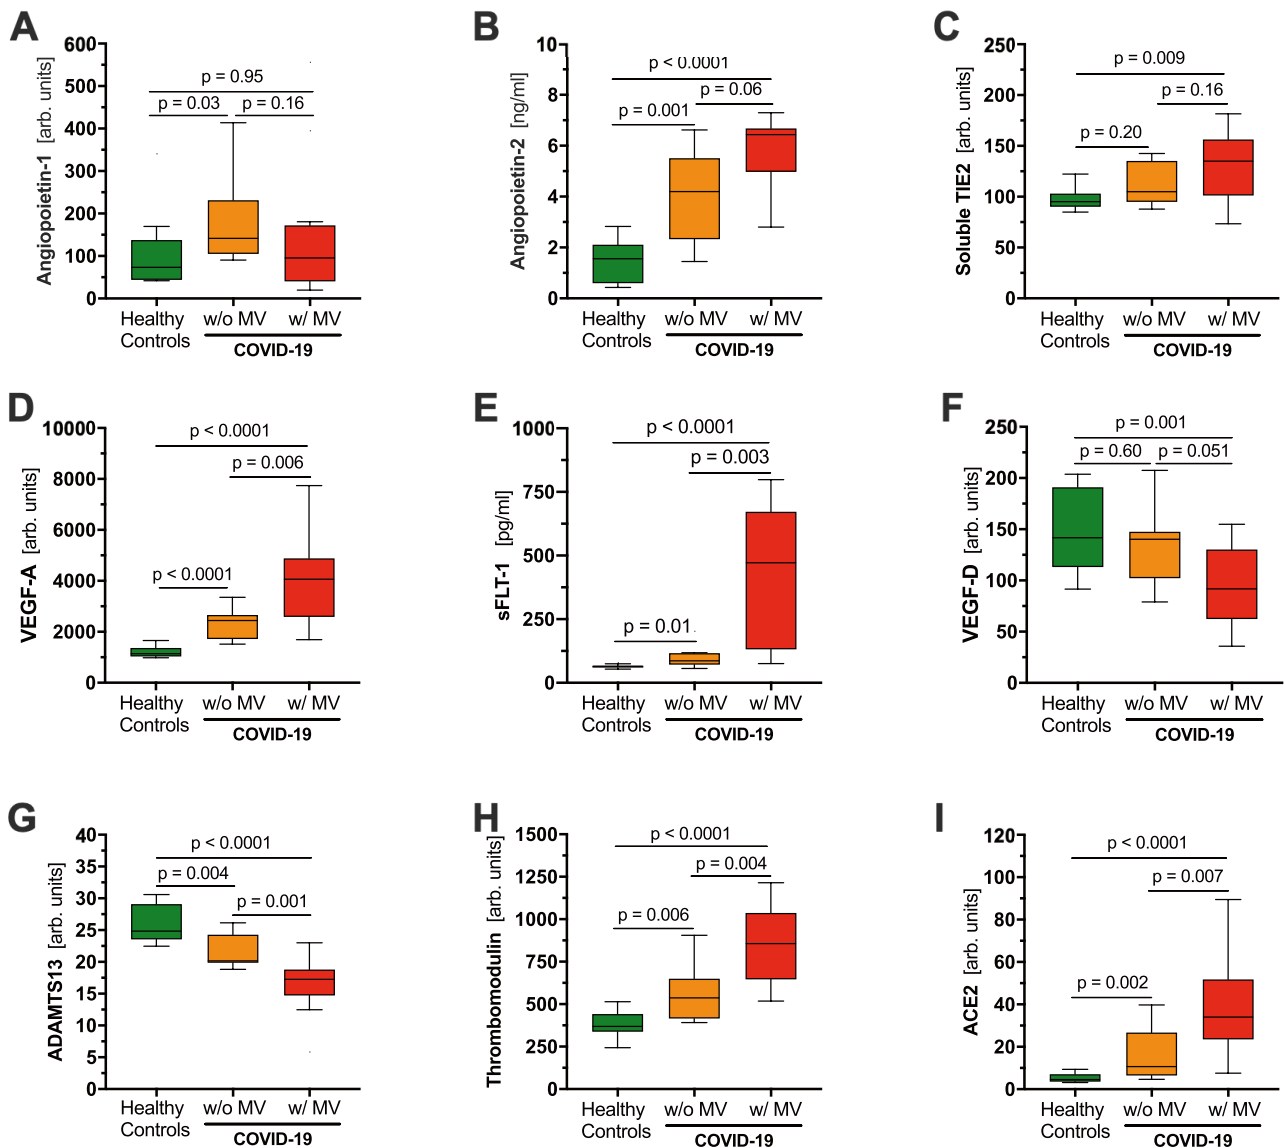 A
Angiopoietin-1 [arb. units]
600
500
400
300
200
100
0
p = 0.95
p = 0.03
p = 0.16
Healthy
Controls
w/o MV
w/ MV
COVID-19
B
Angiopoietin-2 [ng/ml]
10
8
6
4
2
0
p < 0.0001
p = 0.06
p = 0.001
Healthy
Controls
w/o MV
w/ MV
COVID-19
C
Soluble TIE2 [arb. units]
250
200
150
100
50
0
p = 0.009
p = 0.16
p = 0.20
Healthy
Controls
w/o MV
w/ MV
COVID-19
D
VEGF-A [arb. units]
10000
8000
6000
4000
2000
0
p < 0.0001
p = 0.006
p < 0.0001
Healthy
Controls
w/o MV
w/ MV
COVID-19
E
sFLT-1 [pg/ml]
1000
750
500
250
0
p < 0.0001
p = 0.003
p = 0.01
Healthy
Controls
w/o MV
w/ MV
COVID-19
F
VEGF-D [arb. units]
250
200
150
100
50
0
p = 0.001
p = 0.60
p = 0.051
Healthy
Controls
w/o MV
w/ MV
COVID-19
G
ADAMTS13 [arb. units]
40
35
30
25
20
15
10
5
0
p < 0.0001
p = 0.004
p = 0.001
Healthy
Controls
w/o MV
w/ MV
COVID-19
H
Thrombomodulin [arb. units]
1500
1250
1000
750
500
250
0
p < 0.0001
p = 0.004
p = 0.006
Healthy
Controls
w/o MV
w/ MV
COVID-19
I
ACE2 [arb. units]
120
100
80
60
40
20
0
p < 0.0001
p = 0.007
p = 0.002
Healthy
Controls
w/o MV
w/ MV
COVID-19